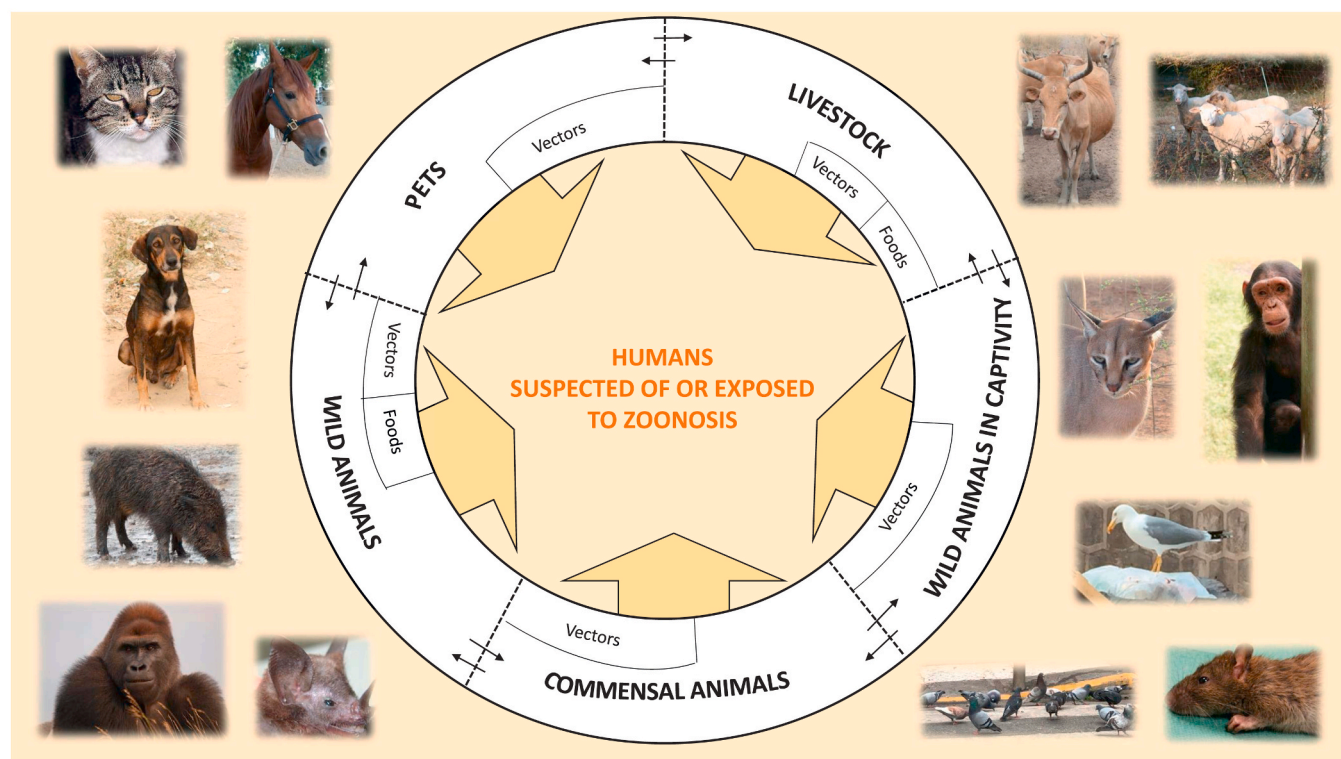 PETS
Vectors
LIVESTOCK
Vectors
Foods
WILD ANIMALS IN CAPTIVITY
Vectors
COMMENSAL ANIMALS
Vectors
WILD ANIMALS
Vectors
Foods
HUMANS
SUSPECTED OF OR EXPOSED
TO ZOONOSIS